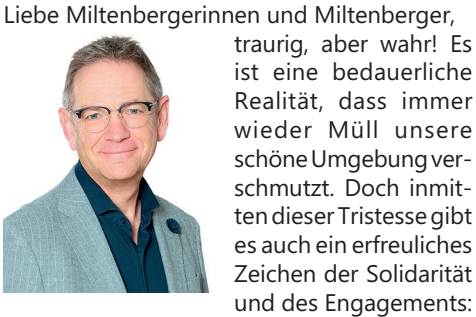 Liebe Miltenbergerinnen und Miltenberger,
traurig, aber wahr! Es
ist eine bedauerliche
Realität, dass immer
wieder Müll unsere
schöne Umgebung ver-
schmutzt. Doch inmit-
ten dieser Tristesse gibt
es auch ein erfreuliches
Zeichen der Solidarität
und des Engagements: